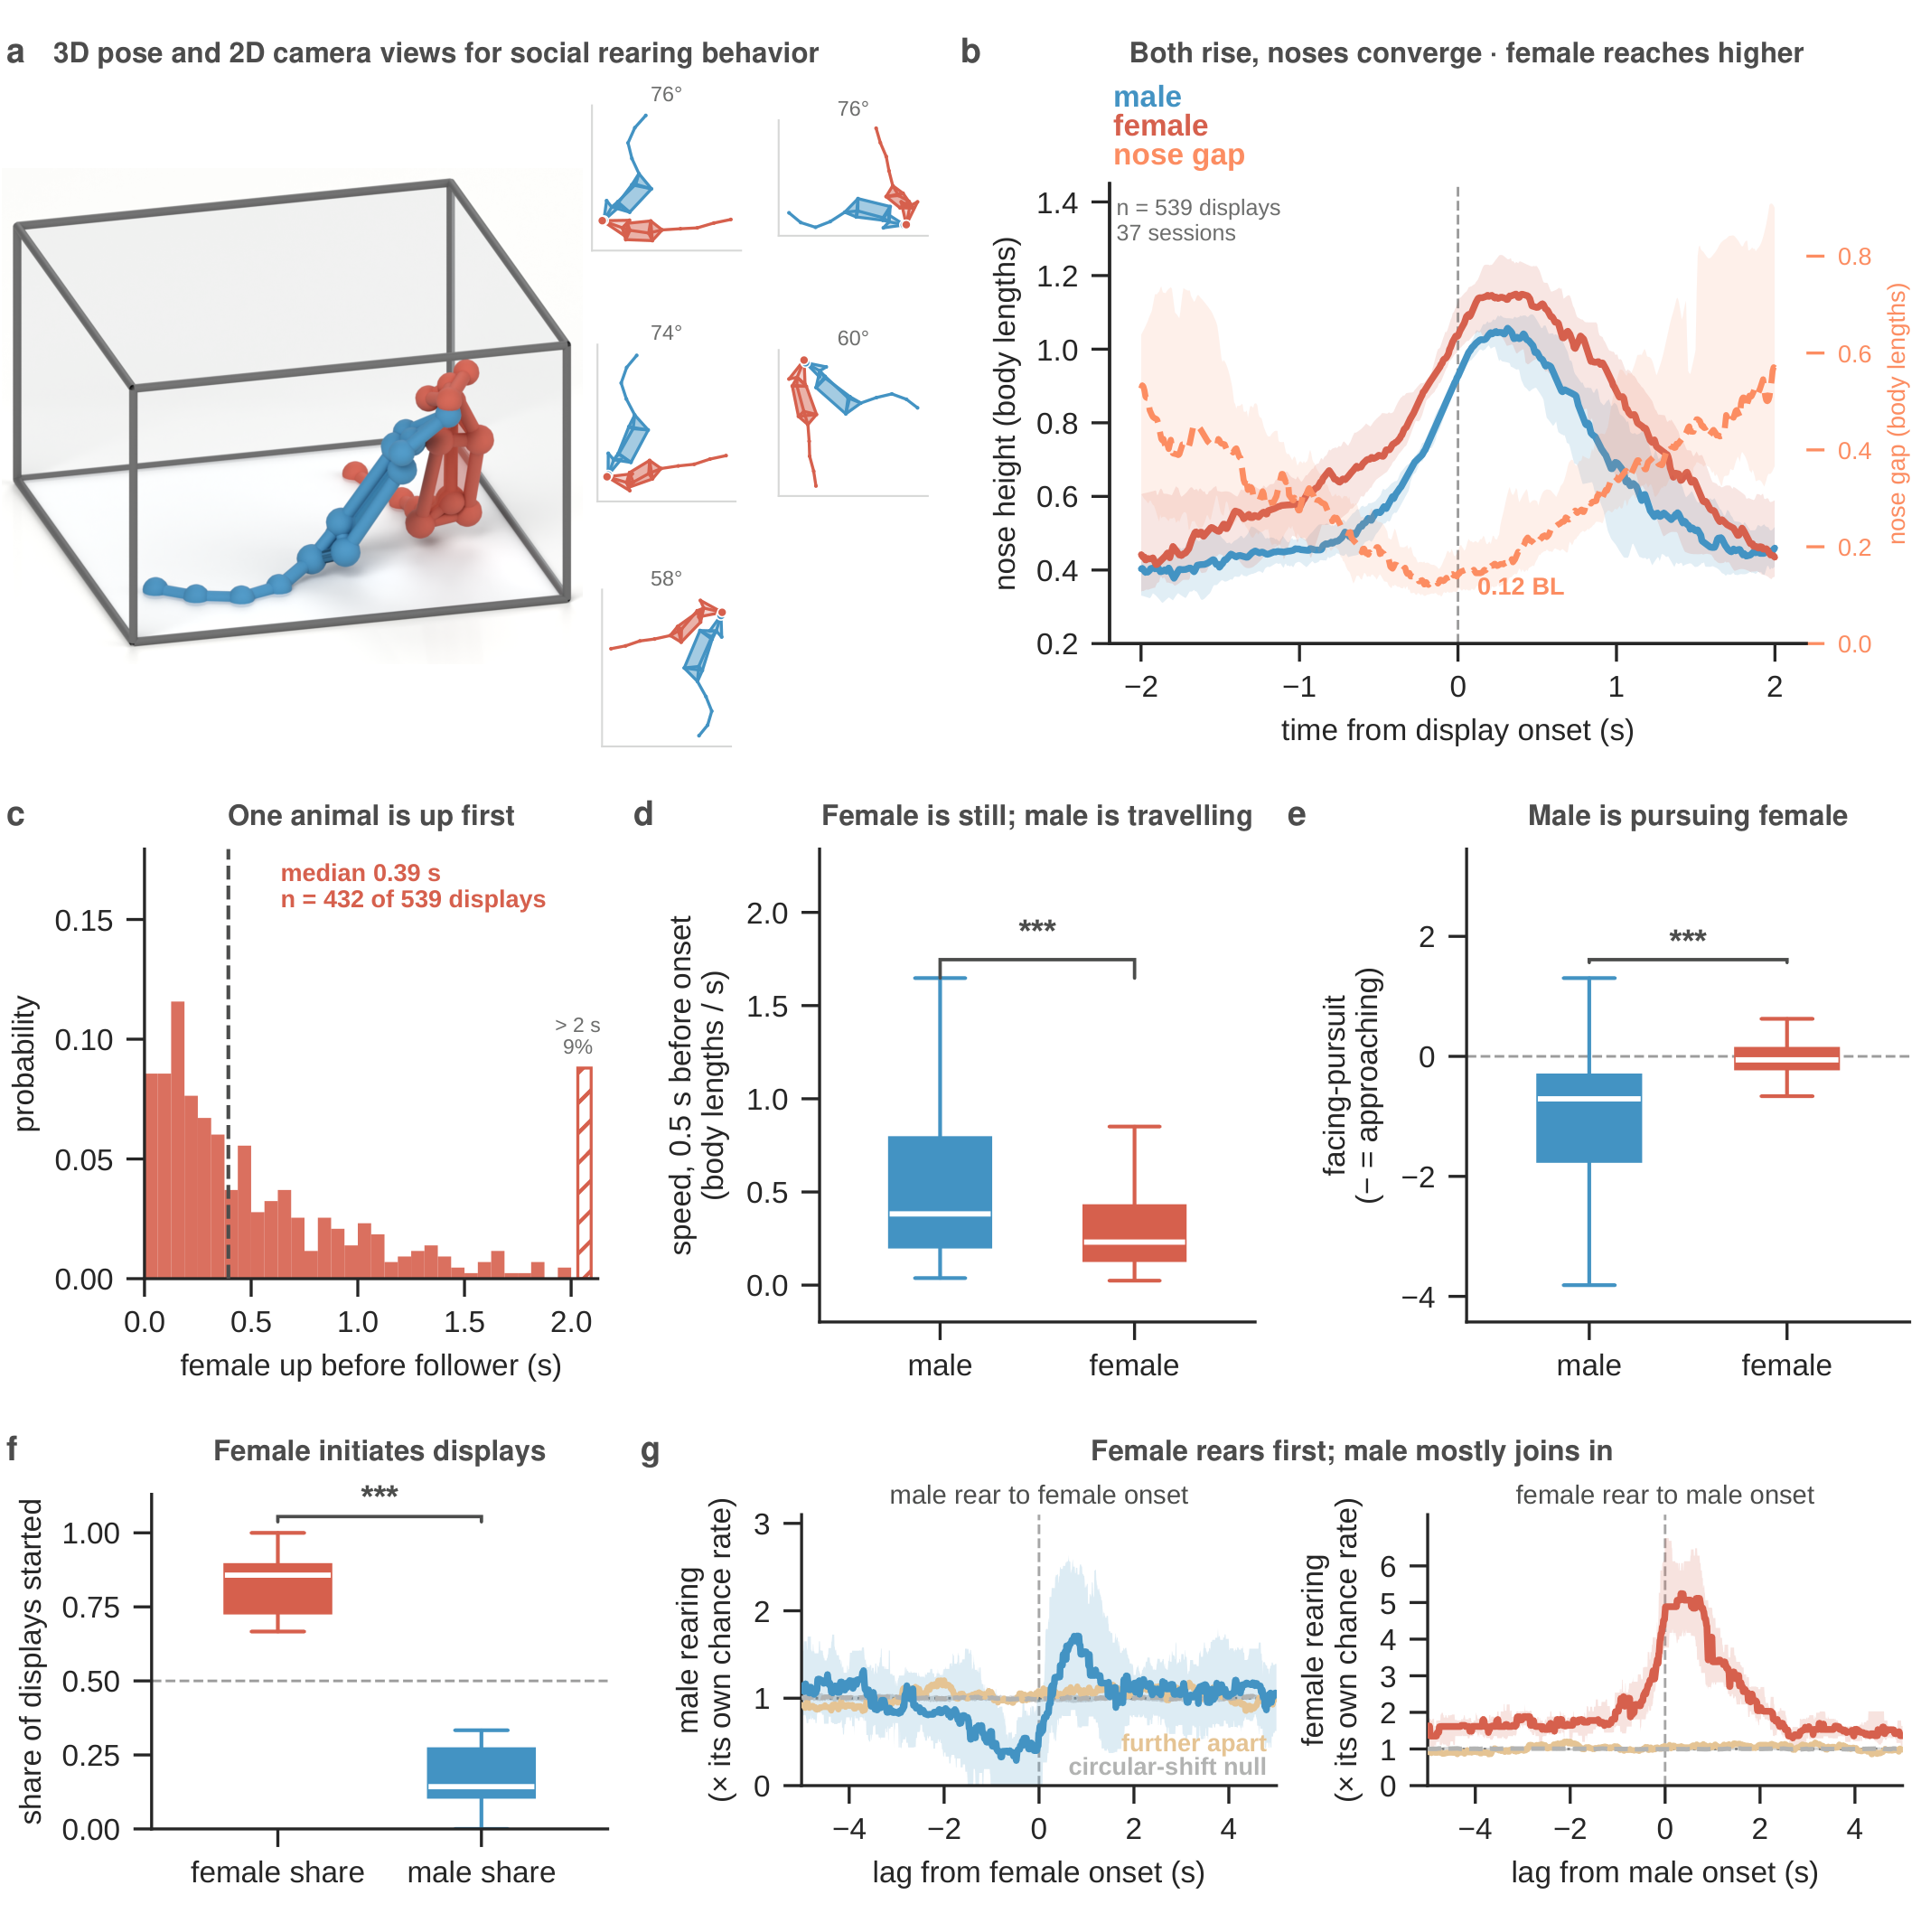 a 3D pose and 2D camera views for social rearing behavior
76°
76°
74°
60°
58°
b Both rise, noses converge · female reaches higher
male
female
nose gap
n = 539 displays
37 sessions
nose height (body lengths)
1.4
1.2
1.0
0.8
0.6
0.4
0.2
0.8
0.6
0.4
0.2
0.0
nose gap (body lengths)
0.12 BL
−2 −1 0 1 2
time from display onset (s)
c One animal is up first
median 0.39 s
n = 432 of 539 displays
probability
0.15
0.10
0.05
0.00
> 2 s
9%
0.0 0.5 1.0 1.5 2.0
female up before follower (s)
d Female is still; male is travelling
speed, 0.5 s before onset
(body lengths / s)
2.0
1.5
1.0
0.5
0.0
***
male female
e Male is pursuing female
facing-pursuit
(− = approaching)
2
0
−2
−4
***
male female
f Female initiates displays
share of displays started
1.00
0.75
0.50
0.25
0.00
***
female share male share
g Female rears first; male mostly joins in
male rear to female onset
male rearing
(× its own chance rate)
3
2
1
0
further apart
circular-shift null
−4 −2 0 2 4
lag from female onset (s)
female rear to male onset
female rearing
(× its own chance rate)
6
5
4
3
2
1
0
−4 −2 0 2 4
lag from male onset (s)